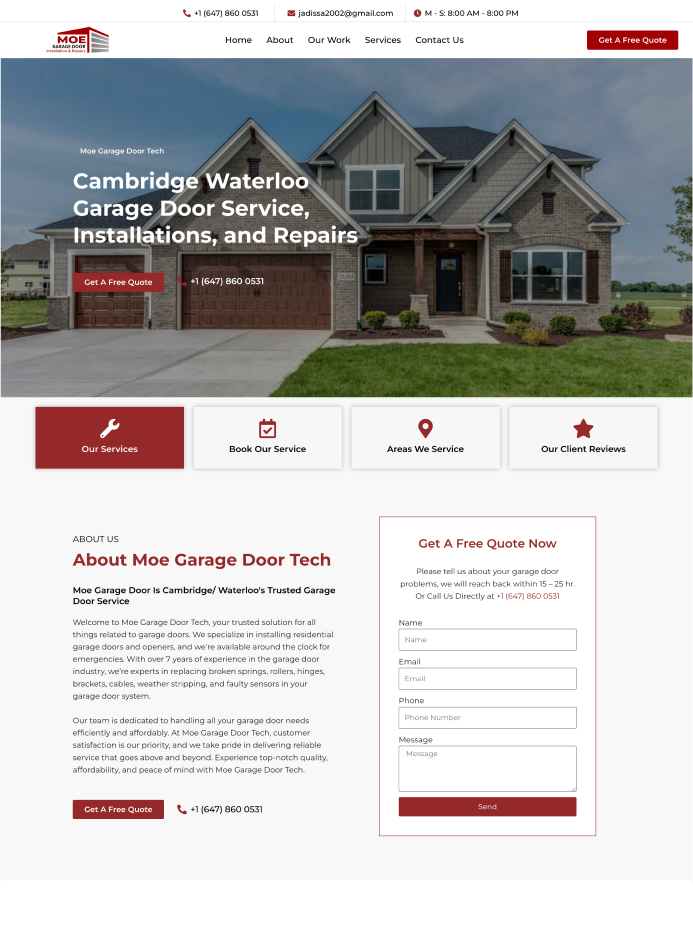 +1 (647) 860 0531
jadissa2002@gmail.com
M - S: 8:00 AM - 8:00 PM
MOE
GARAGE DOOR
Installation & Repairs
Home
About
Our Work
Services
Contact Us
Get A Free Quote
Moe Garage Door Tech
Cambridge Waterloo
Garage Door Service,
Installations, and Repairs
Get A Free Quote
+1 (647) 860 0531
Our Services
Book Our Service
Areas We Service
Our Client Reviews
ABOUT US
About Moe Garage Door Tech
Moe Garage Door Is Cambridge/ Waterloo's Trusted Garage
Door Service
Welcome to Moe Garage Door Tech, your trusted solution for all
things related to garage doors. We specialize in installing residential
garage doors and openers, and we're available around the clock for
emergencies. With over 7 years of experience in the garage door
industry, we're experts in replacing broken springs, rollers, hinges,
brackets, cables, weather stripping, and faulty sensors in your
garage door system.
Our team is dedicated to handling all your garage door needs
efficiently and affordably. At Moe Garage Door Tech, customer
satisfaction is our priority, and we take pride in delivering reliable
service that goes above and beyond. Experience top-notch quality,
affordability, and peace of mind with Moe Garage Door Tech.
Get A Free Quote
+1 (647) 860 0531
Get A Free Quote Now
Please tell us about your garage door
problems, we will reach back within 15 – 25 hr.
Or Call Us Directly at +1 (647) 860 0531
Name
Name
Email
Email
Phone
Phone Number
Message
Message
Send